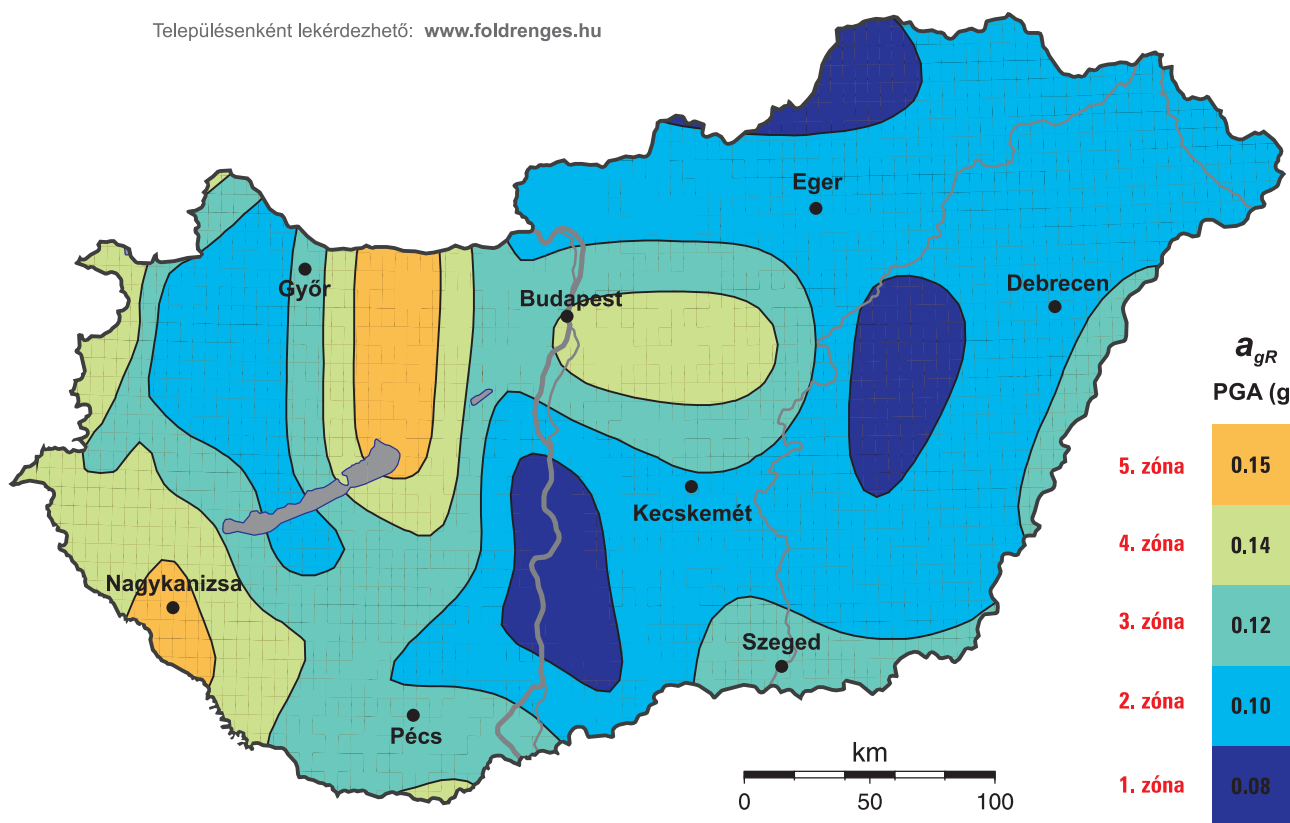 Településenként lekérdezhető: www.foldrenges.hu
Eger
Győr
Budapest
Debrecen
Kecskemét
Nagykanizsa
Szeged
Pécs
a_gR
PGA (g
5. zóna 0.15
4. zóna 0.14
3. zóna 0.12
2. zóna 0.10
1. zóna 0.08
km
0 50 100